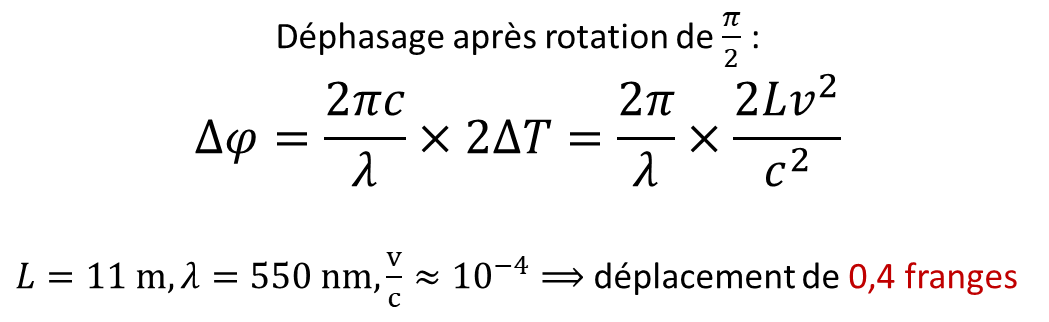 Déphasage après rotation de π/2 :
Δφ = 2πc/λ × 2ΔT = 2π/λ × 2Lv²/c²
L = 11 m, λ = 550 nm, v/c ≈ 10⁻⁴ ⟹ déplacement de 0,4 franges